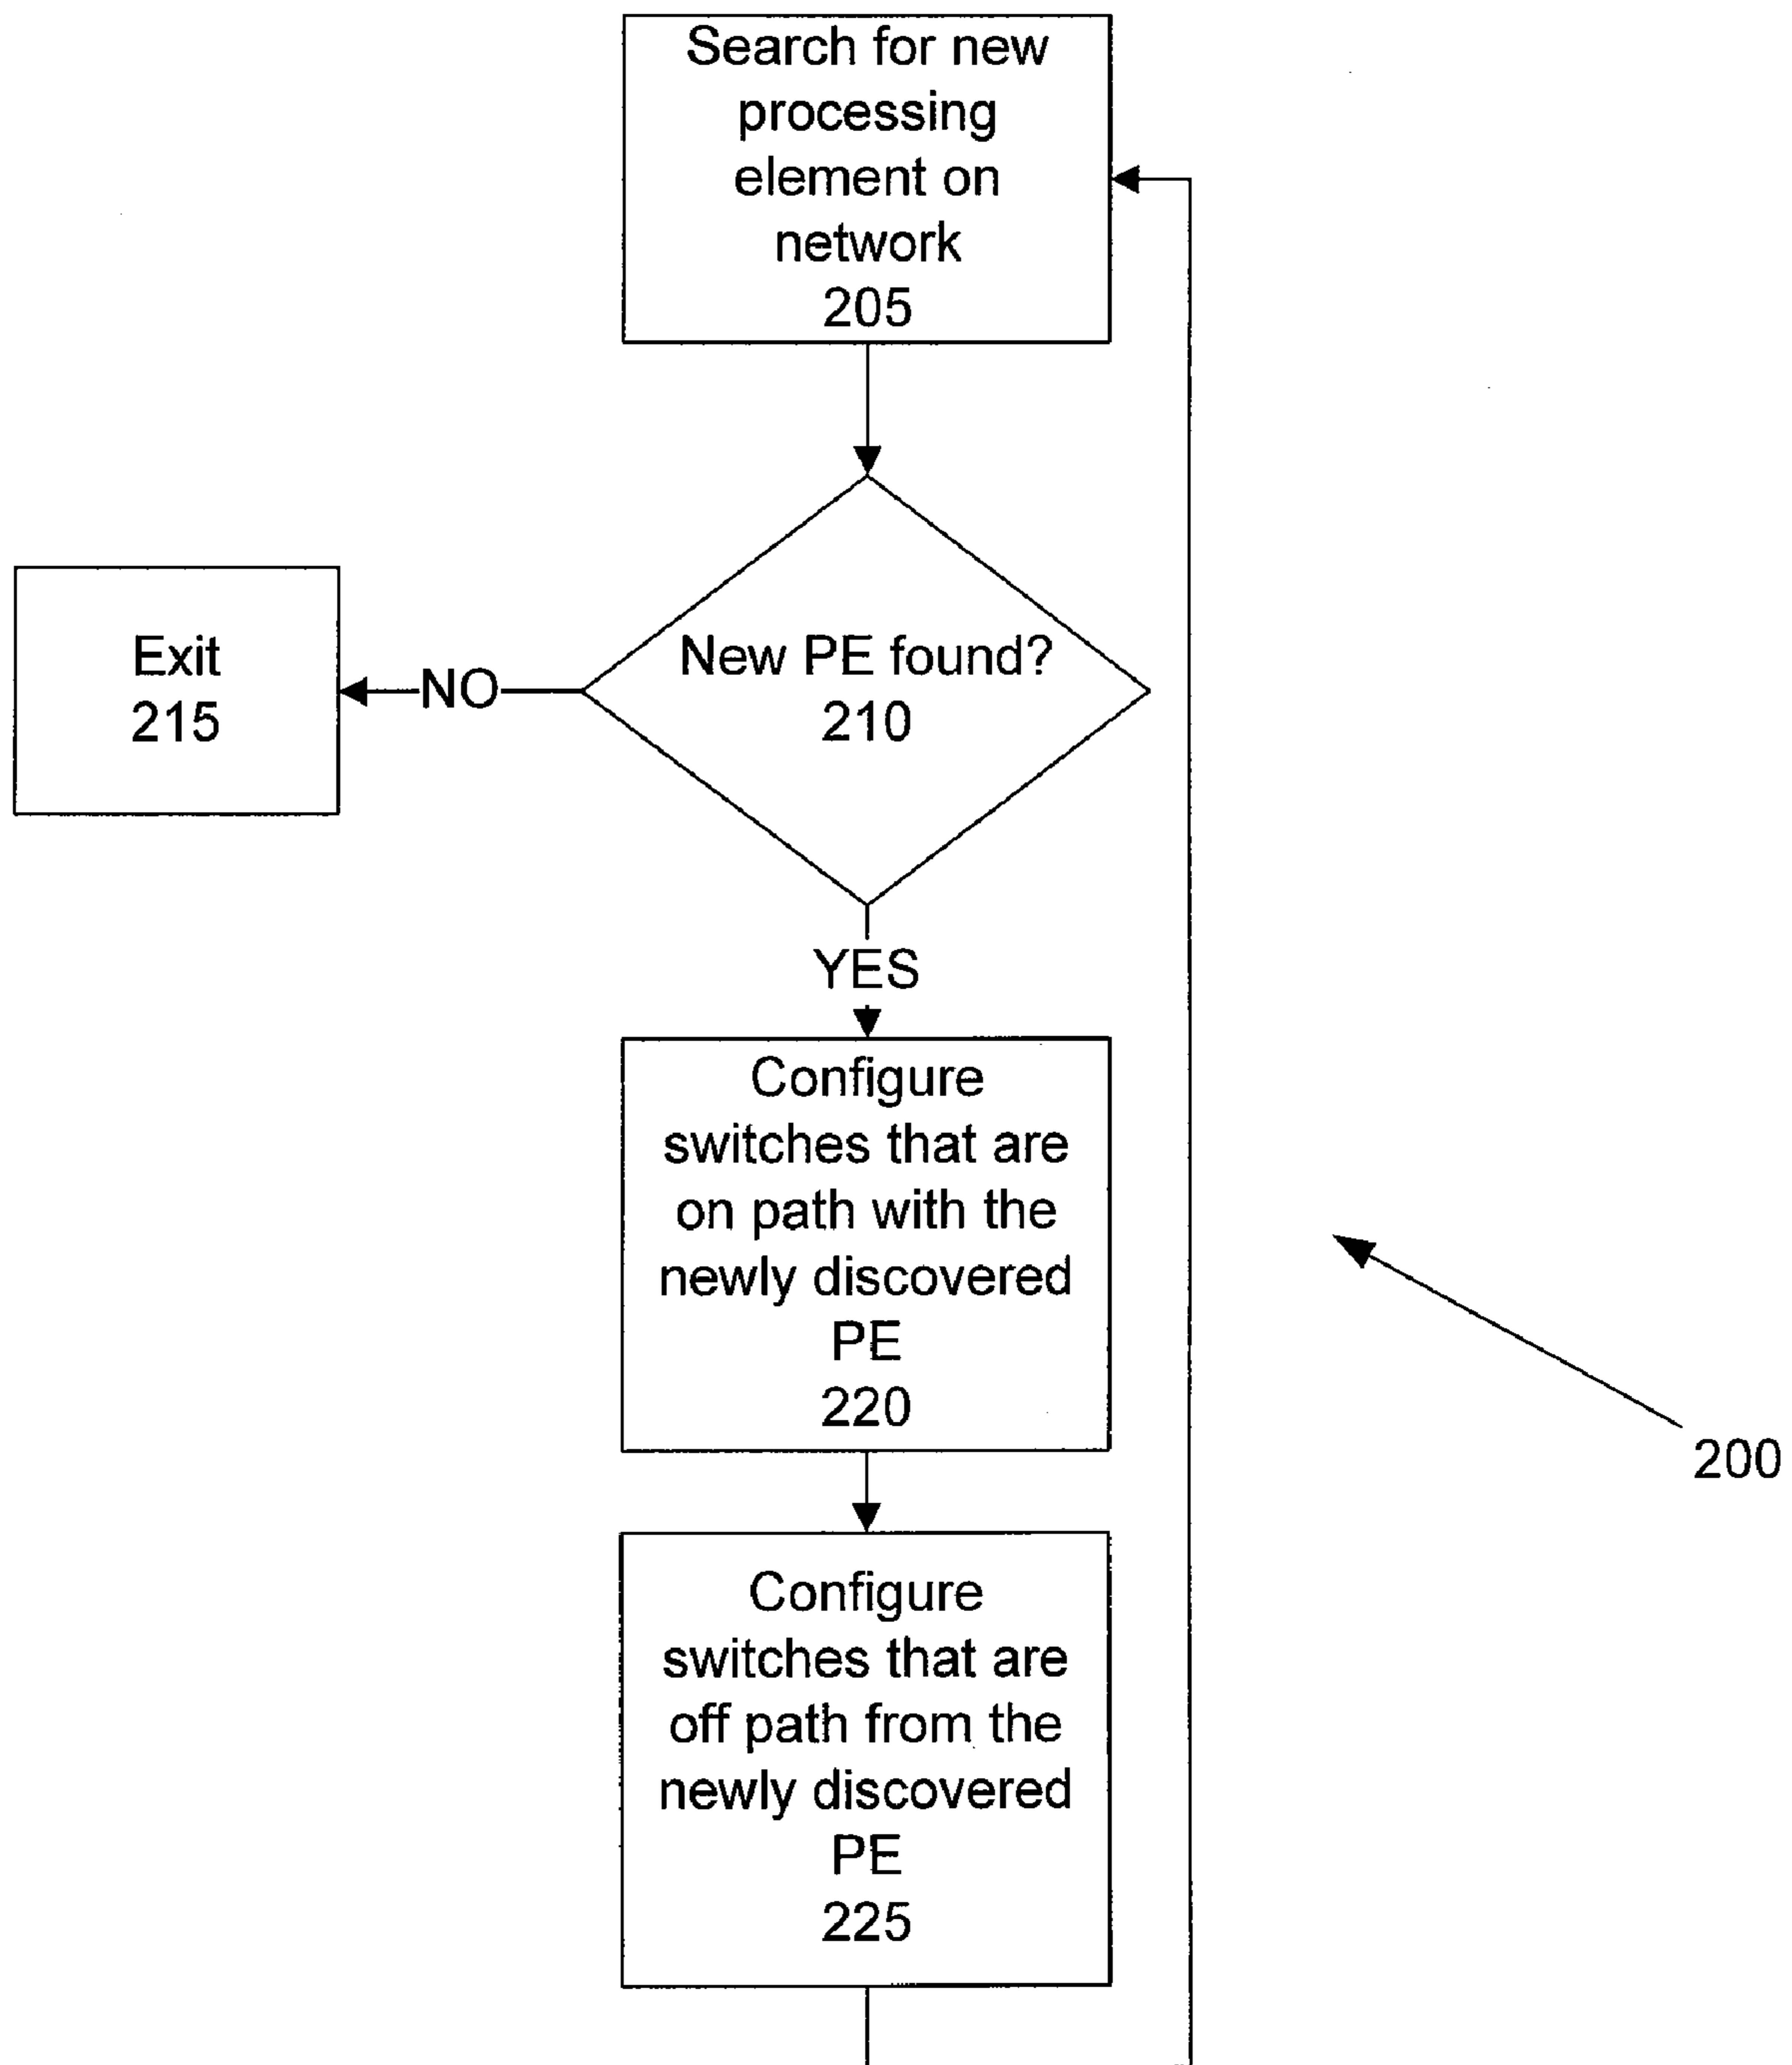 Search for new
processing
element on
network
205
New PE found?
210
NO
Exit
215
YES
Configure
switches that are
on path with the
newly discovered
PE
220
200
Configure
switches that are
off path from the
newly discovered
PE
225